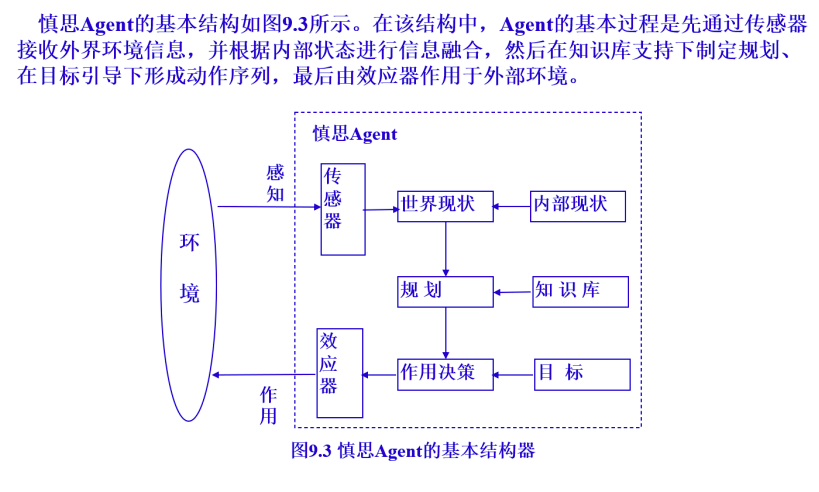 慎思Agent的基本结构如图9.3所示。在该结构中，Agent的基本过程是先通过传感器
接收外界环境信息，并根据内部状态进行信息融合，然后在知识库支持下制定规划、
在目标引导下形成动作序列，最后由效应器作用于外部环境。
慎思Agent
感知
传感器
世界现状
内部现状
环境
规 划
知 识 库
效应器
作用决策
目 标
作用
图9.3 慎思Agent的基本结构器